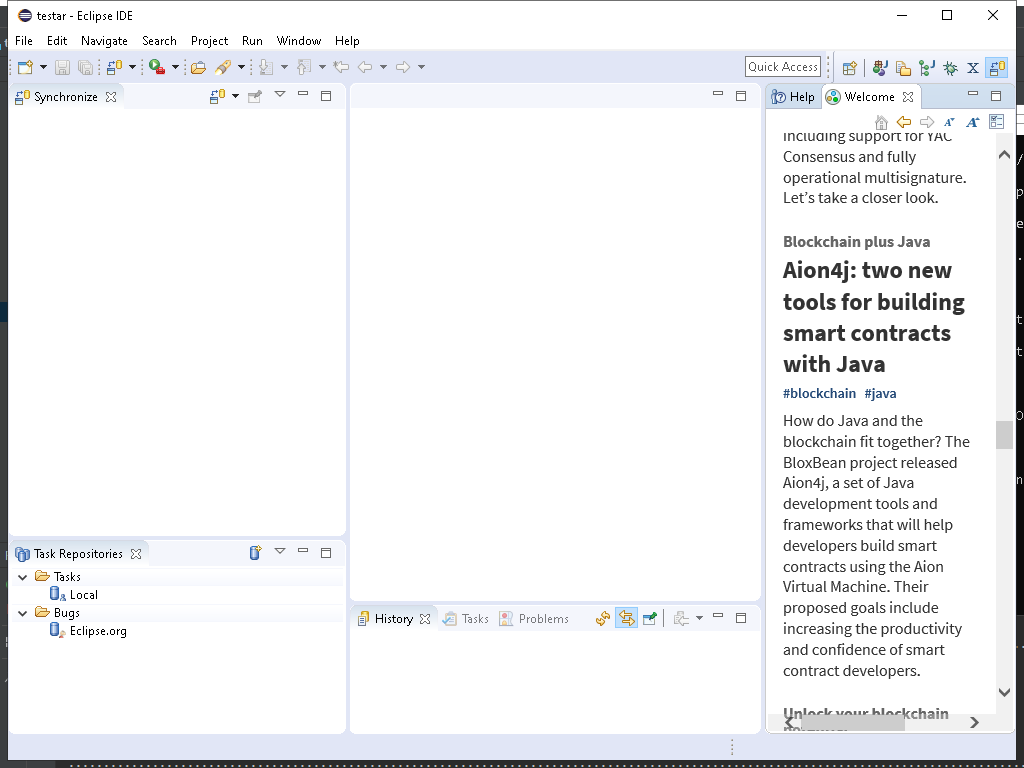 testar - Eclipse IDE
File Edit Navigate Search Project Run Window Help
Quick Access
Synchronize
Help Welcome
including support for YAC
Consensus and fully
operational multisignature.
Let’s take a closer look.
Blockchain plus Java
Aion4j: two new
tools for building
smart contracts
with Java
#blockchain #java
How do Java and the
blockchain fit together? The
BloxBean project released
Aion4j, a set of Java
development tools and
frameworks that will help
developers build smart
contracts using the Aion
Virtual Machine. Their
proposed goals include
increasing the productivity
and confidence of smart
contract developers.
Unlock your blockchain
Task Repositories
Tasks
Local
Bugs
Eclipse.org
History Tasks Problems